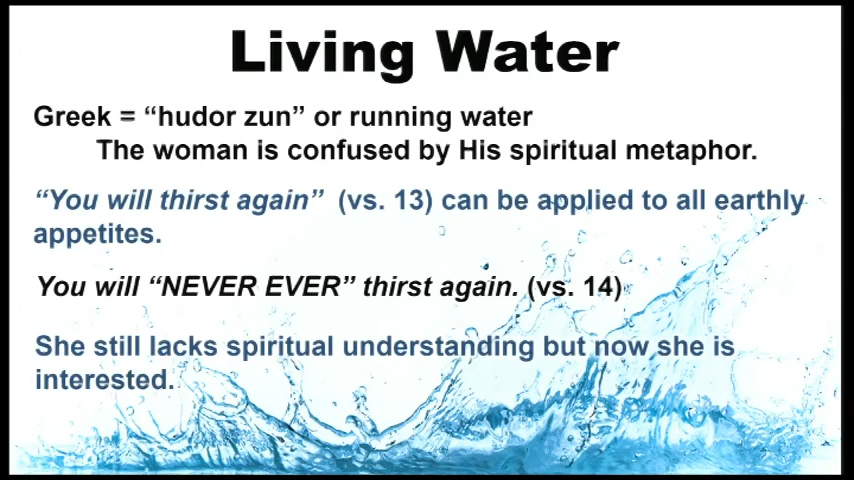 Living Water
Greek = “hudor zun” or running water
The woman is confused by His spiritual metaphor.
“You will thirst again” (vs. 13) can be applied to all earthly
appetites.
You will “NEVER EVER” thirst again. (vs. 14)
She still lacks spiritual understanding but now she is
interested.